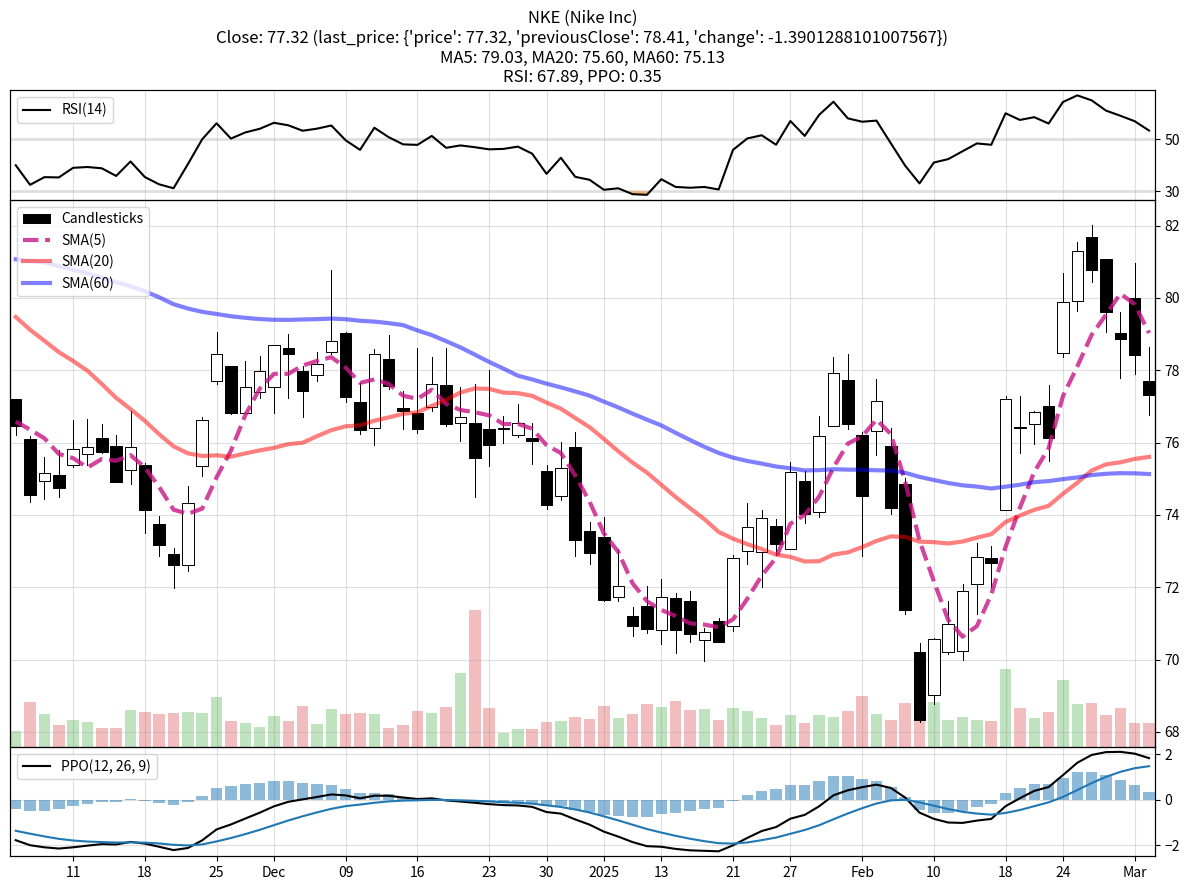 NKE (Nike Inc)
Close: 77.32 (last_price: {'price': 77.32, 'previousClose': 78.41, 'change': -1.3901288101007567})
MA5: 79.03, MA20: 75.60, MA60: 75.13
RSI: 67.89, PPO: 0.35
RSI(14)
50
30
Candlesticks
SMA(5)
SMA(20)
SMA(60)
82
80
78
76
74
72
70
68
PPO(12, 26, 9)
2
0
−2
11 18 25 Dec 09 16 23 30 2025 13 21 27 Feb 10 18 24 Mar